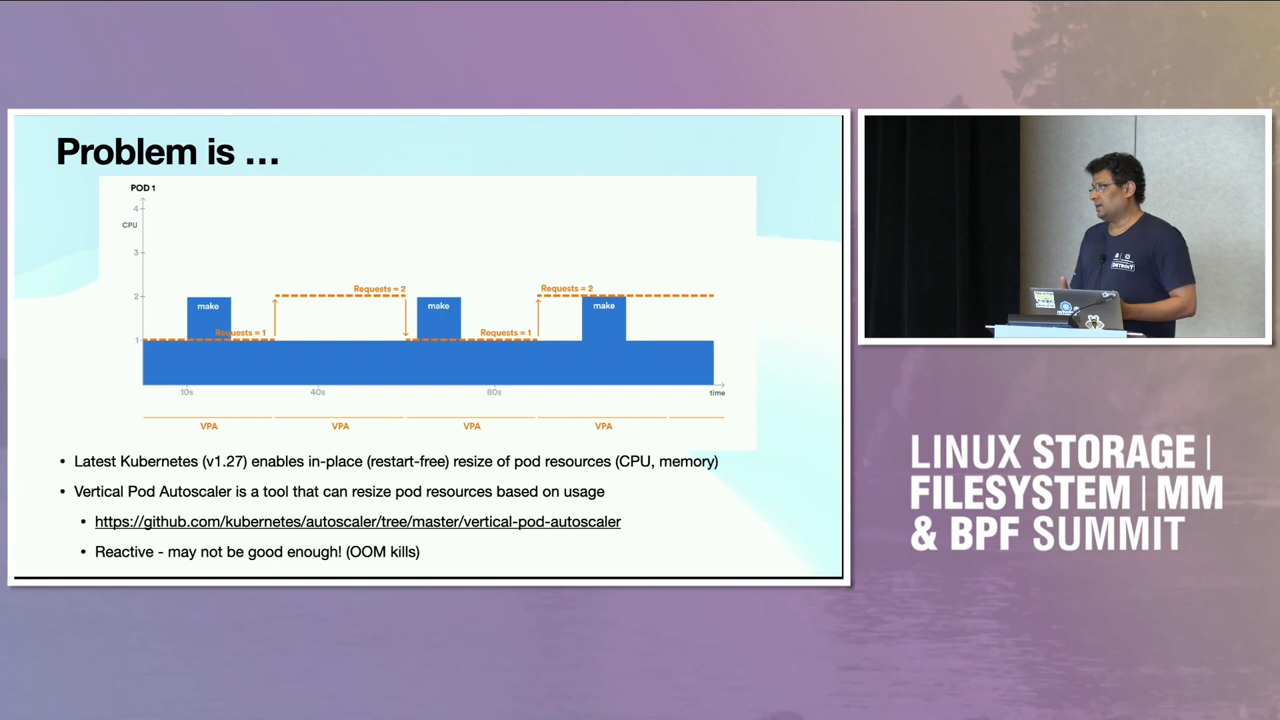 Problem is ...
POD 1
4
CPU
3
Requests = 2
Requests = 2
2
make
make
make
Requests = 1
Requests = 1
1
10s
40s
80s
time
VPA
VPA
VPA
VPA
• Latest Kubernetes (v1.27) enables in-place (restart-free) resize of pod resources (CPU, memory)
• Vertical Pod Autoscaler is a tool that can resize pod resources based on usage
• https://github.com/kubernetes/autoscaler/tree/master/vertical-pod-autoscaler
• Reactive - may not be good enough! (OOM kills)
DETROIT
LINUX STORAGE |
FILESYSTEM | MM
& BPF SUMMIT